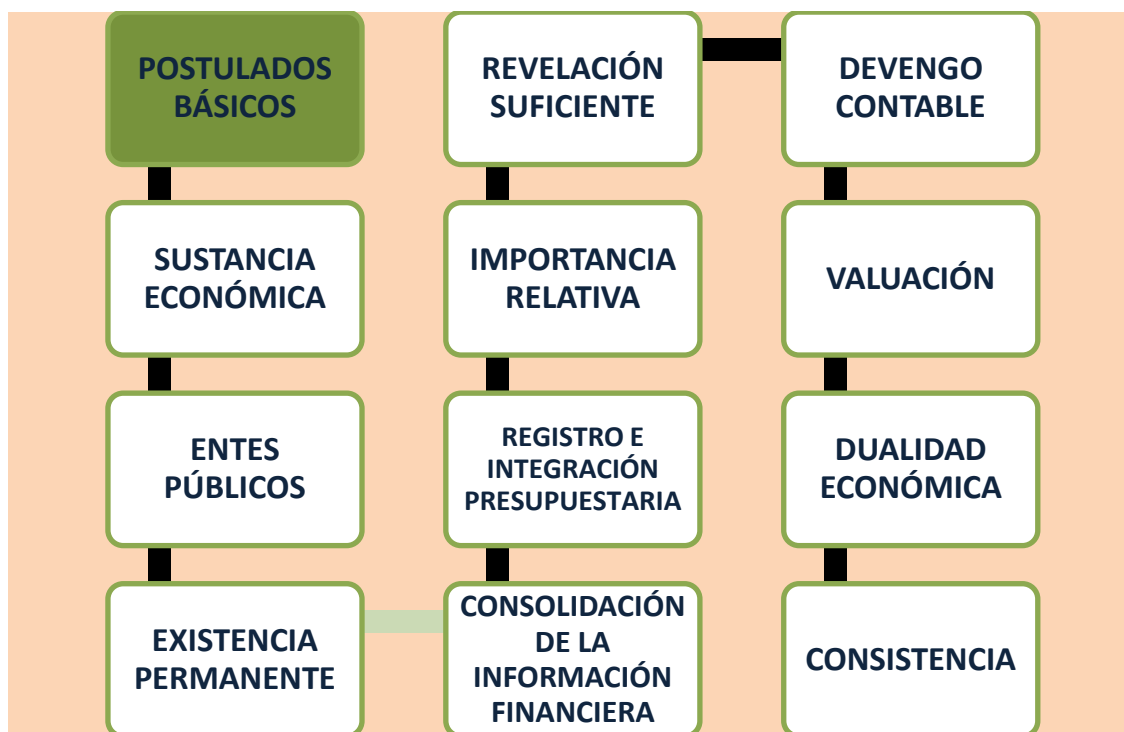 POSTULADOS
BÁSICOS
SUSTANCIA
ECONÓMICA
ENTES
PÚBLICOS
EXISTENCIA
PERMANENTE
CONSOLIDACIÓN
DE LA
INFORMACIÓN
FINANCIERA
REGISTRO E
INTEGRACIÓN
PRESUPUESTARIA
IMPORTANCIA
RELATIVA
REVELACIÓN
SUFICIENTE
DEVENGO
CONTABLE
VALUACIÓN
DUALIDAD
ECONÓMICA
CONSISTENCIA